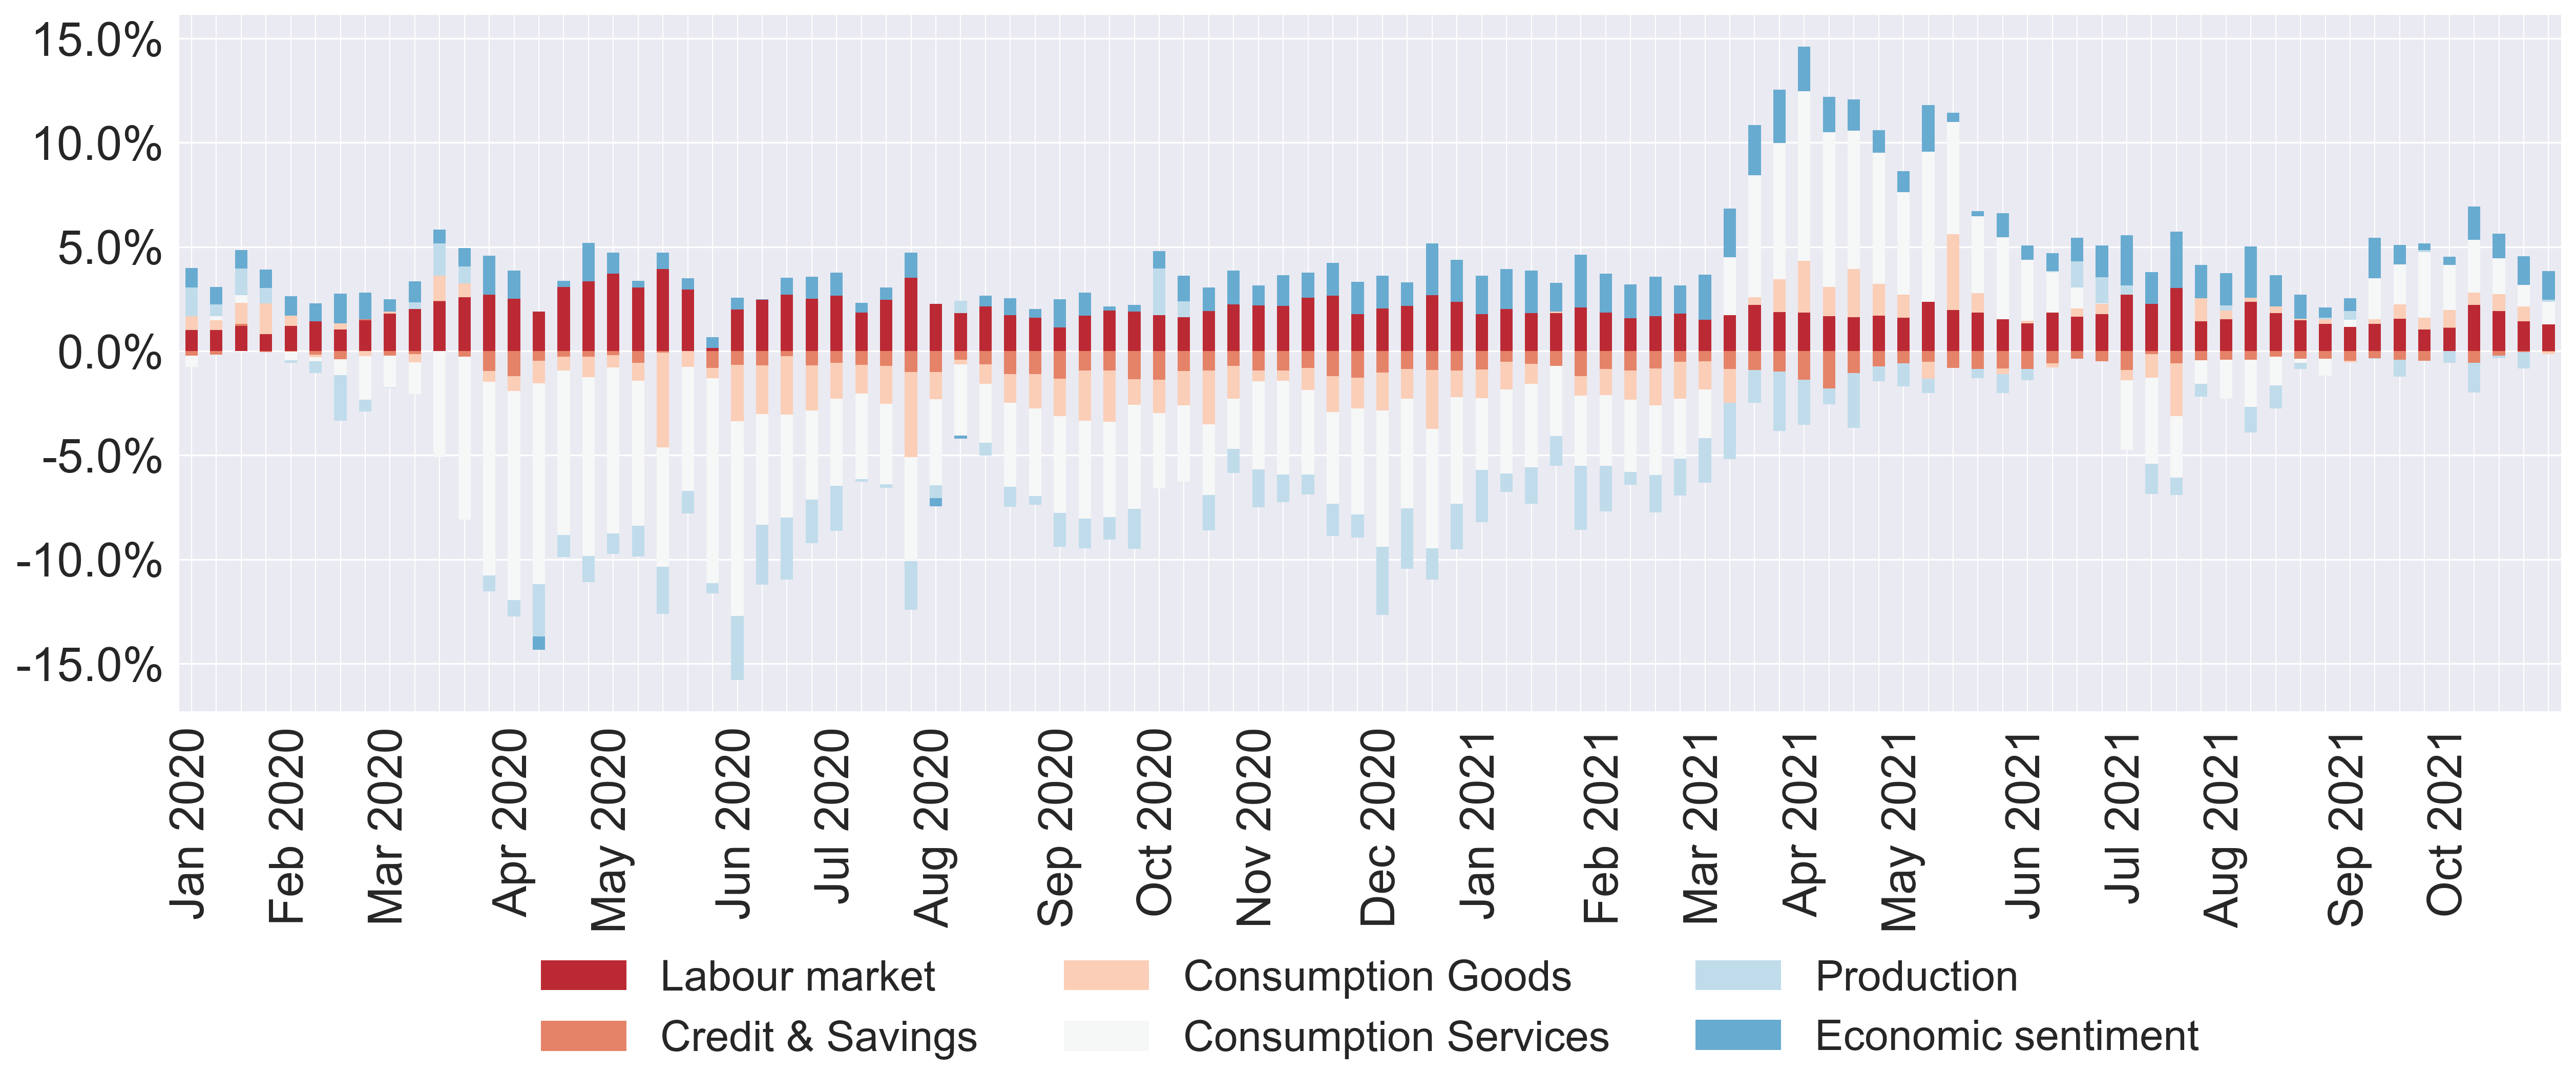 15.0%
10.0%
5.0%
0.0%
-5.0%
-10.0%
-15.0%
Jan 2020
Feb 2020
Mar 2020
Apr 2020
May 2020
Jun 2020
Jul 2020
Aug 2020
Sep 2020
Oct 2020
Nov 2020
Dec 2020
Jan 2021
Feb 2021
Mar 2021
Apr 2021
May 2021
Jun 2021
Jul 2021
Aug 2021
Sep 2021
Oct 2021
Labour market
Consumption Goods
Production
Credit & Savings
Consumption Services
Economic sentiment